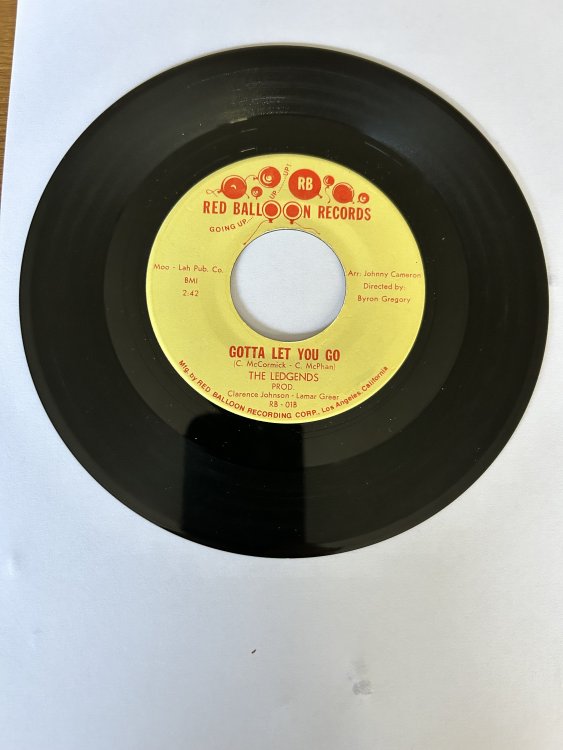 GOING UP... UP... UP!
RB
RED BALLOON RECORDS
Moo - Lah Pub. Co.
BMI
2:42
Arr: Johnny Cameron
Directed by:
Byron Gregory
GOTTA LET YOU GO
(C. McCormick - C. McPhan)
THE LEDGENDS
PROD.
Clarence Johnson - Lamar Greer
RB - 01B
Mfg. by RED BALLOON RECORDING CORP., Los Angeles, California